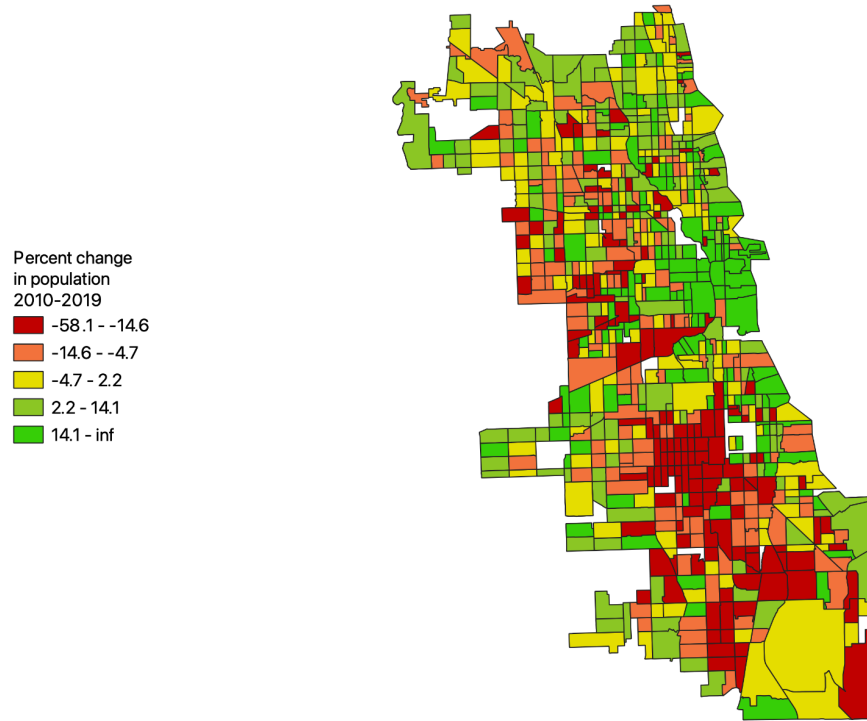 Percent change
in population
2010-2019
-58.1 - -14.6
-14.6 - -4.7
-4.7 - 2.2
2.2 - 14.1
14.1 - inf